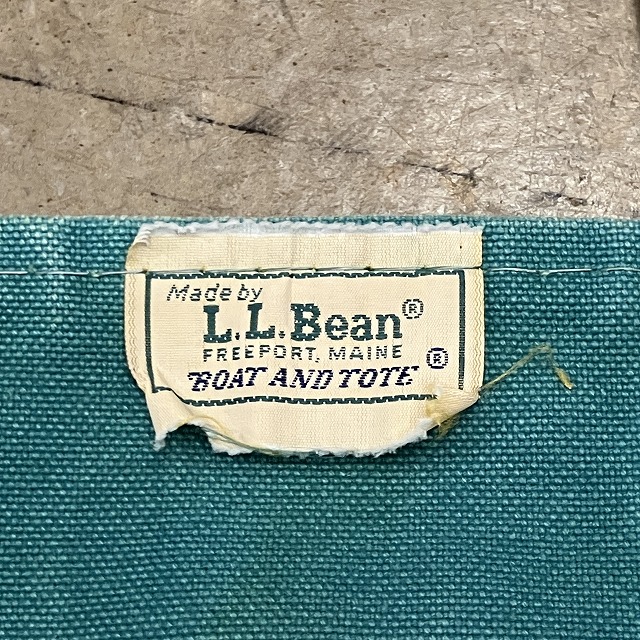 Made by
L.L.Bean®
FREEPORT, MAINE
BOAT AND TOTE ®